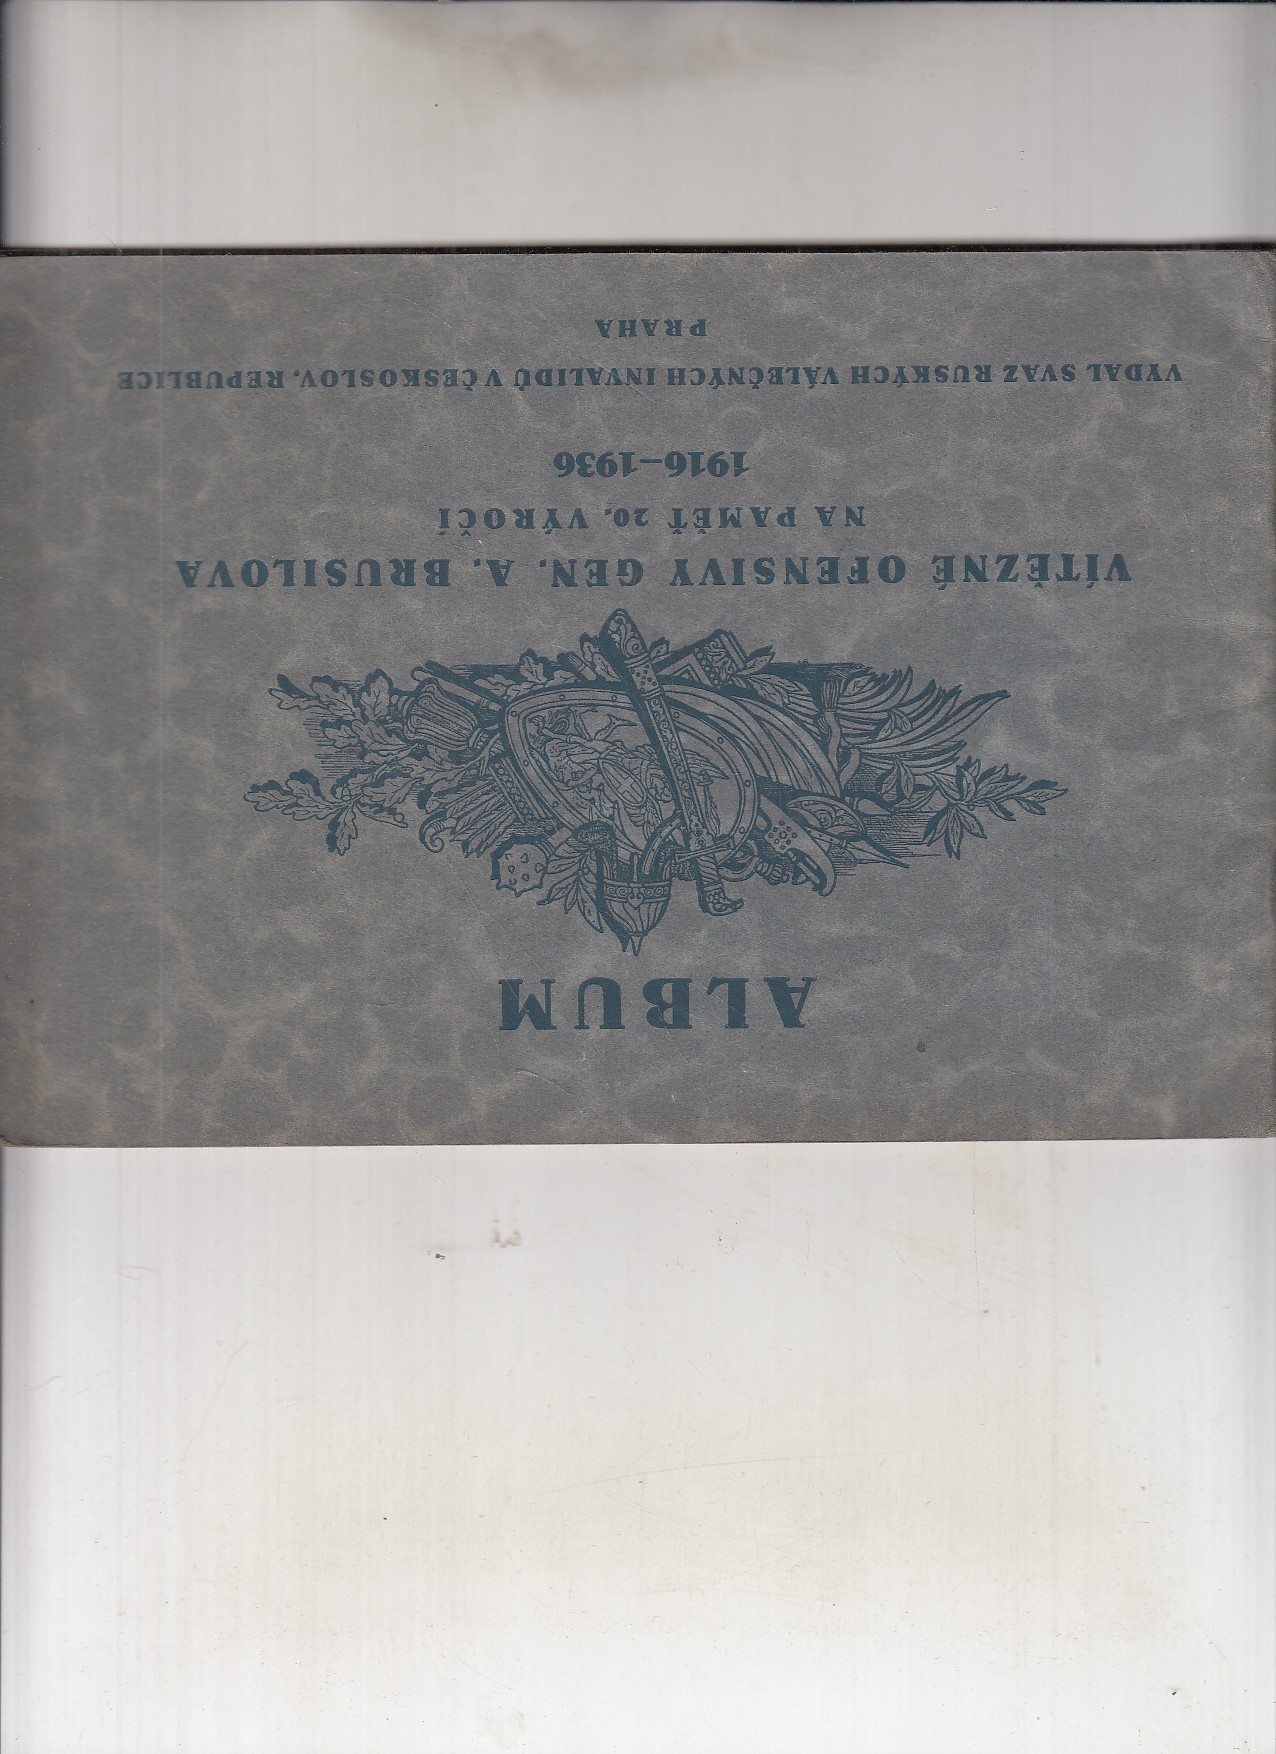 ALBUM
VÍTĚZNÉ OFENSIVY GEN. A. BRUSILOVA
NA PAMĚŤ 20. VÝROČÍ
1916–1936
VYDAL SVAZ RUSKÝCH VÁLEČNÝCH INVALIDŮ V ČESKOSLOV. REPUBLICE
PRAHA